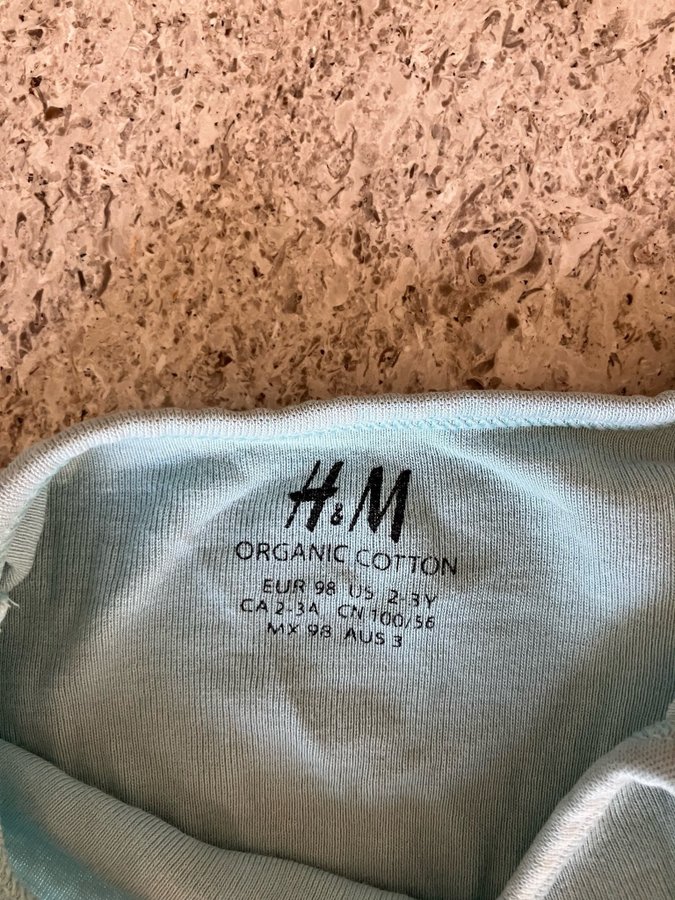 H&M
ORGANIC COTTON
EUR 98 US 2-3Y
CA 2-3A CN 100/56
MX 98 AUS 3